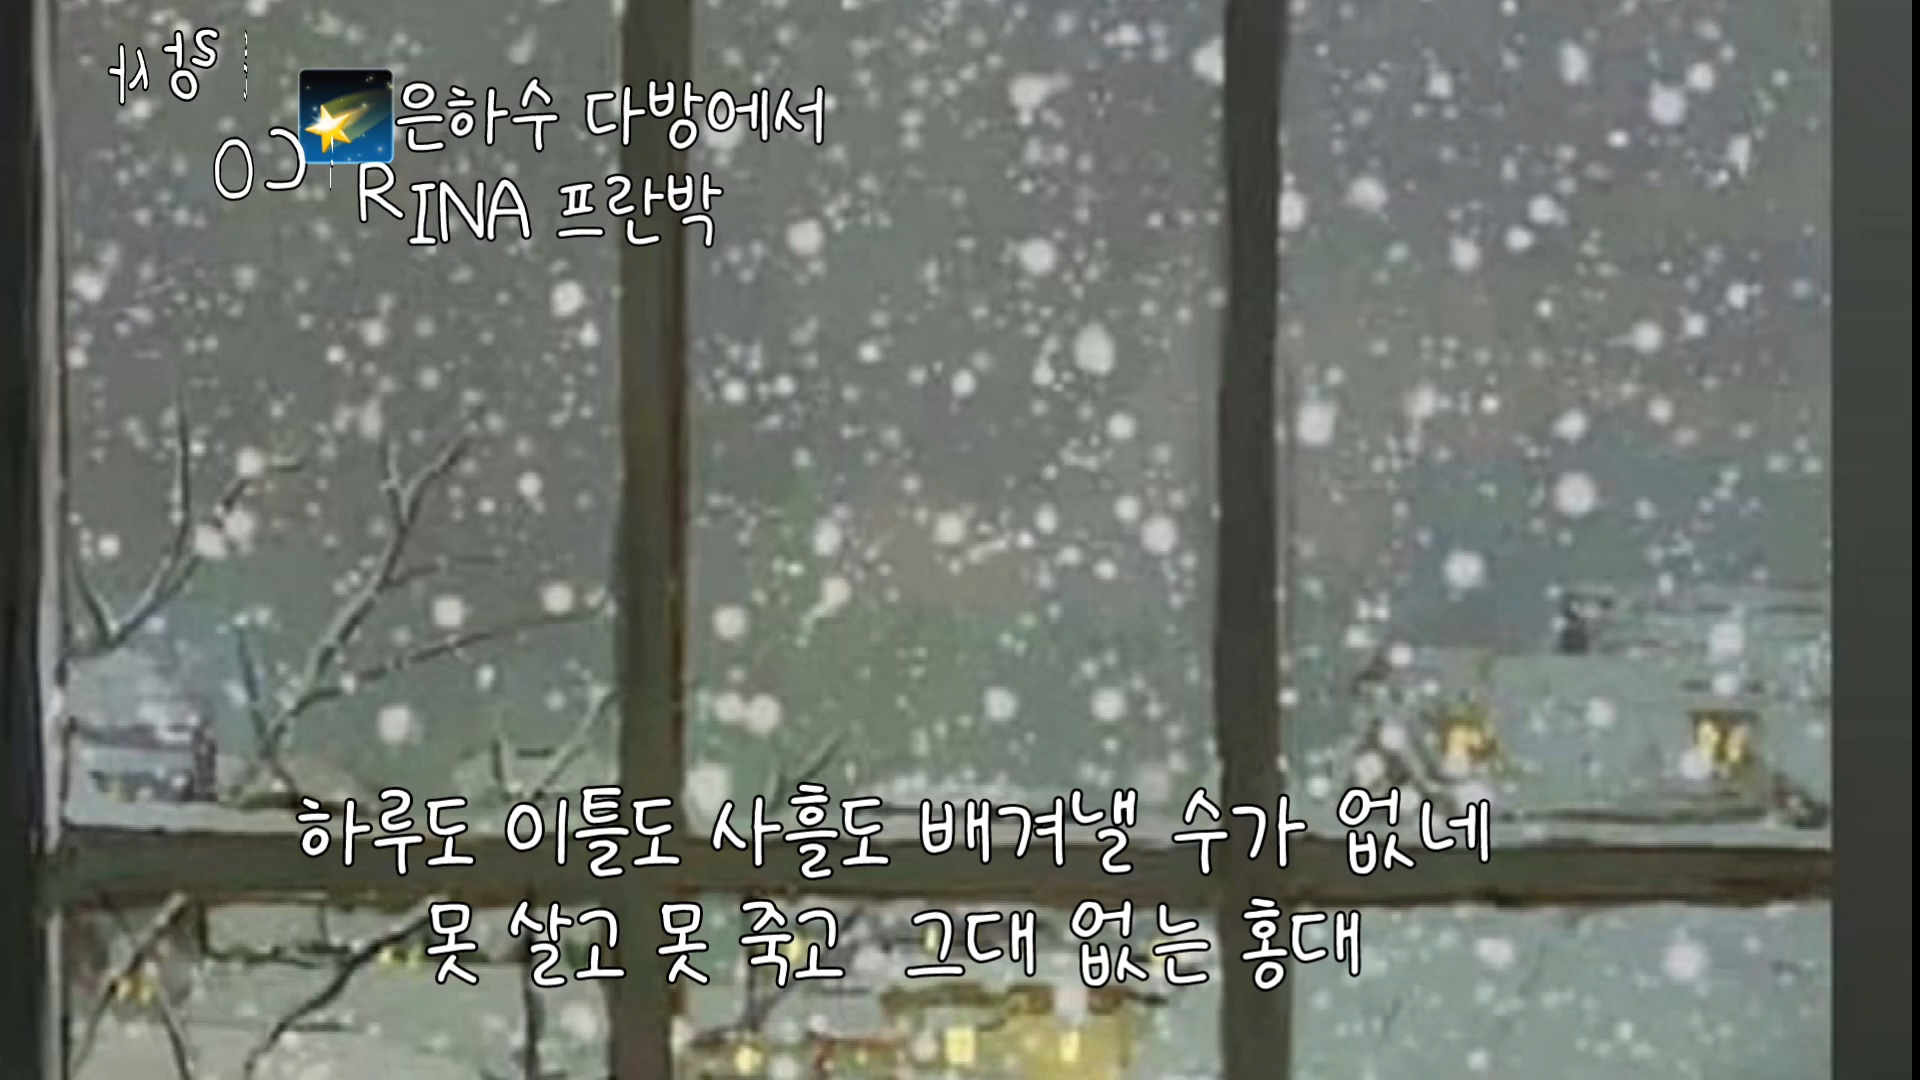 은하수 다방에서
RINA 프란박
하루도 이틀도 사흘도 배겨낼 수가 없네
못 살고 못 죽고 그대 없는 홍대